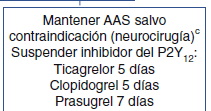 Mantener AAS salvo
contraindicación (neurocirugía)ᶜ
Suspender inhibidor del P2Y₁₂:
Ticagrelor 5 días
Clopidogrel 5 días
Prasugrel 7 días